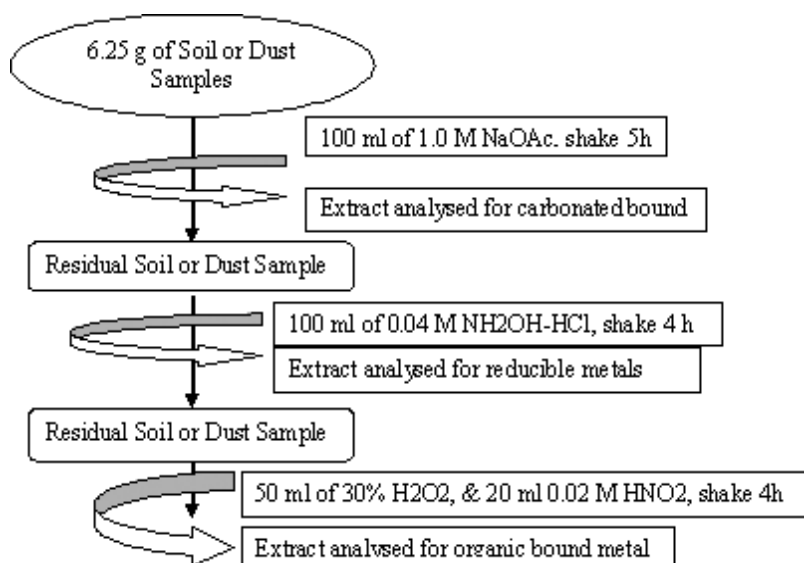 6.25 g of Soil or Dust
Samples
100 ml of 1.0 M NaOAc. shake 5h
Extract analysed for carbonated bound
Residual Soil or Dust Sample
100 ml of 0.04 M NH2OH-HCl, shake 4 h
Extract analysed for reducible metals
Residual Soil or Dust Sample
50 ml of 30% H2O2, & 20 ml 0.02 M HNO2, shake 4h
Extract analysed for organic bound metal